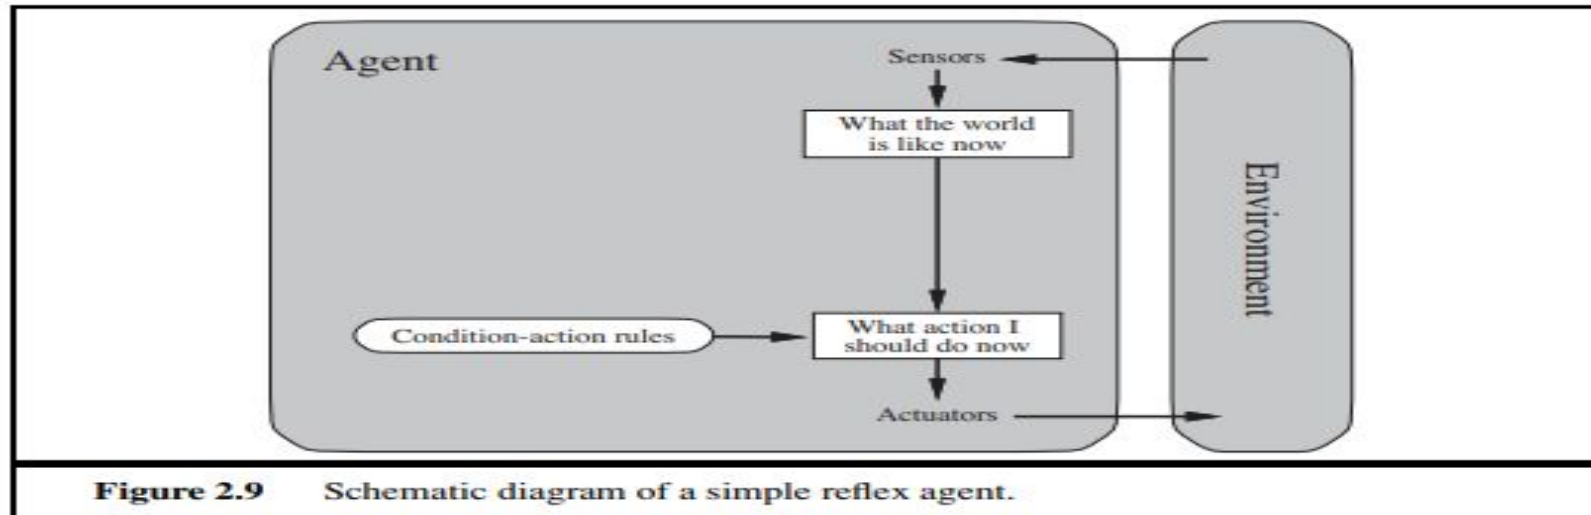 Agent
Sensors
What the world
is like now
Environment
Condition-action rules
What action I
should do now
Actuators
Figure 2.9 Schematic diagram of a simple reflex agent.